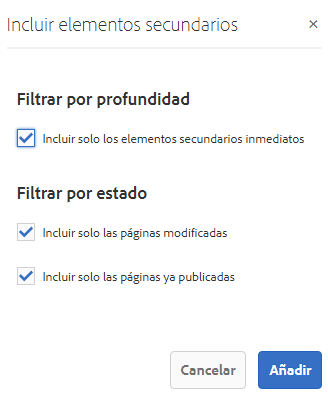 Incluir elementos secundarios
Filtrar por profundidad
Incluir solo los elementos secundarios inmediatos
Filtrar por estado
Incluir solo las páginas modificadas
Incluir solo las páginas ya publicadas
Cancelar Añadir